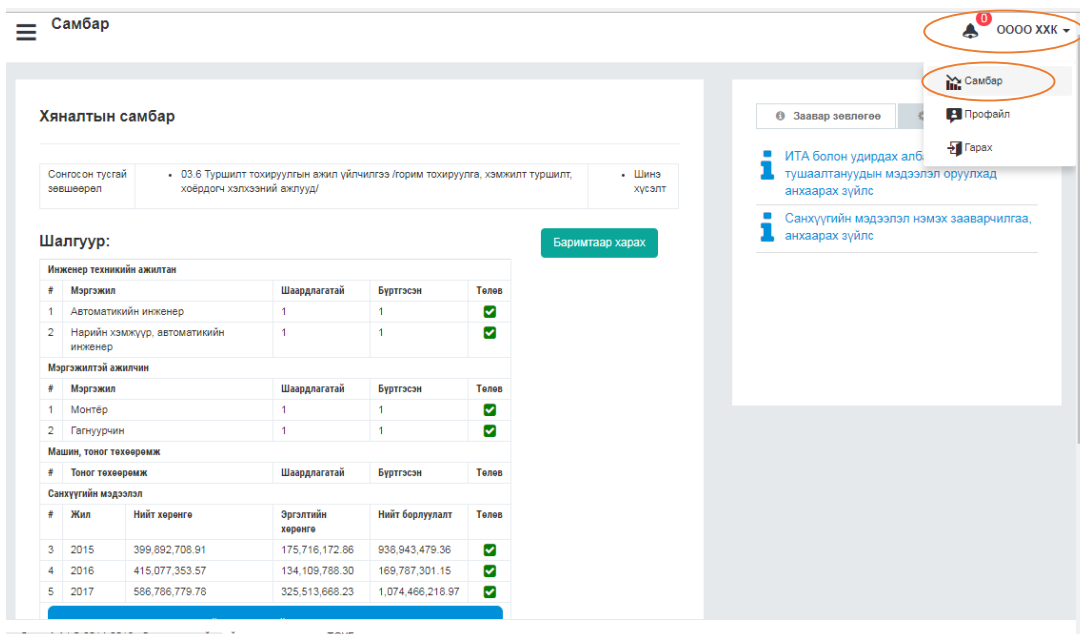 Самбар
0
ОООО ХХК
Самбар
Профайл
Гарах
Хяналтын самбар
Сонгосон тусгай
зөвшөөрөл
• 03.6 Туршилт тохируулгын ажил үйлчилгээ /горим тохируулга, хэмжилт туршилт,
хоёрдогч хэлхээний ажлууд/
• Шинэ
хүсэлт
Заавар зөвлөгөө
ИТА болон удирдах алб
тушаалтануудын мэдээлэл оруулхад
анхаарах зүйлс
Санхүүгийн мэдээлэл нэмэх зааварчилгаа,
анхаарах зүйлс
Шалгуур:
Баримтаар харах
Инженер техникийн ажилтан
# Мэргэжил Шаардлагатай Бүртгэсэн Төлөв
1 Автоматикийн инженер 1 1
2 Нарийн хэмжүүр, автоматикийн
инженер 1 1
Мэргэжилтэй ажилчин
# Мэргэжил Шаардлагатай Бүртгэсэн Төлөв
1 Монтёр 1 1
2 Гагнуурчин 1 1
Машин, тоног төхөөрөмж
# Тоног төхөөрөмж Шаардлагатай Бүртгэсэн Төлөв
Санхүүгийн мэдээлэл
# Жил Нийт хөрөнгө Эргэлтийн
хөрөнгө Нийт борлуулалт Төлөв
3 2015 399,892,708.91 175,716,172.86 938,943,479.36
4 2016 415,077,353.57 134,109,788.30 169,787,301.15
5 2017 586,786,779.78 325,513,668.23 1,074,466,218.97